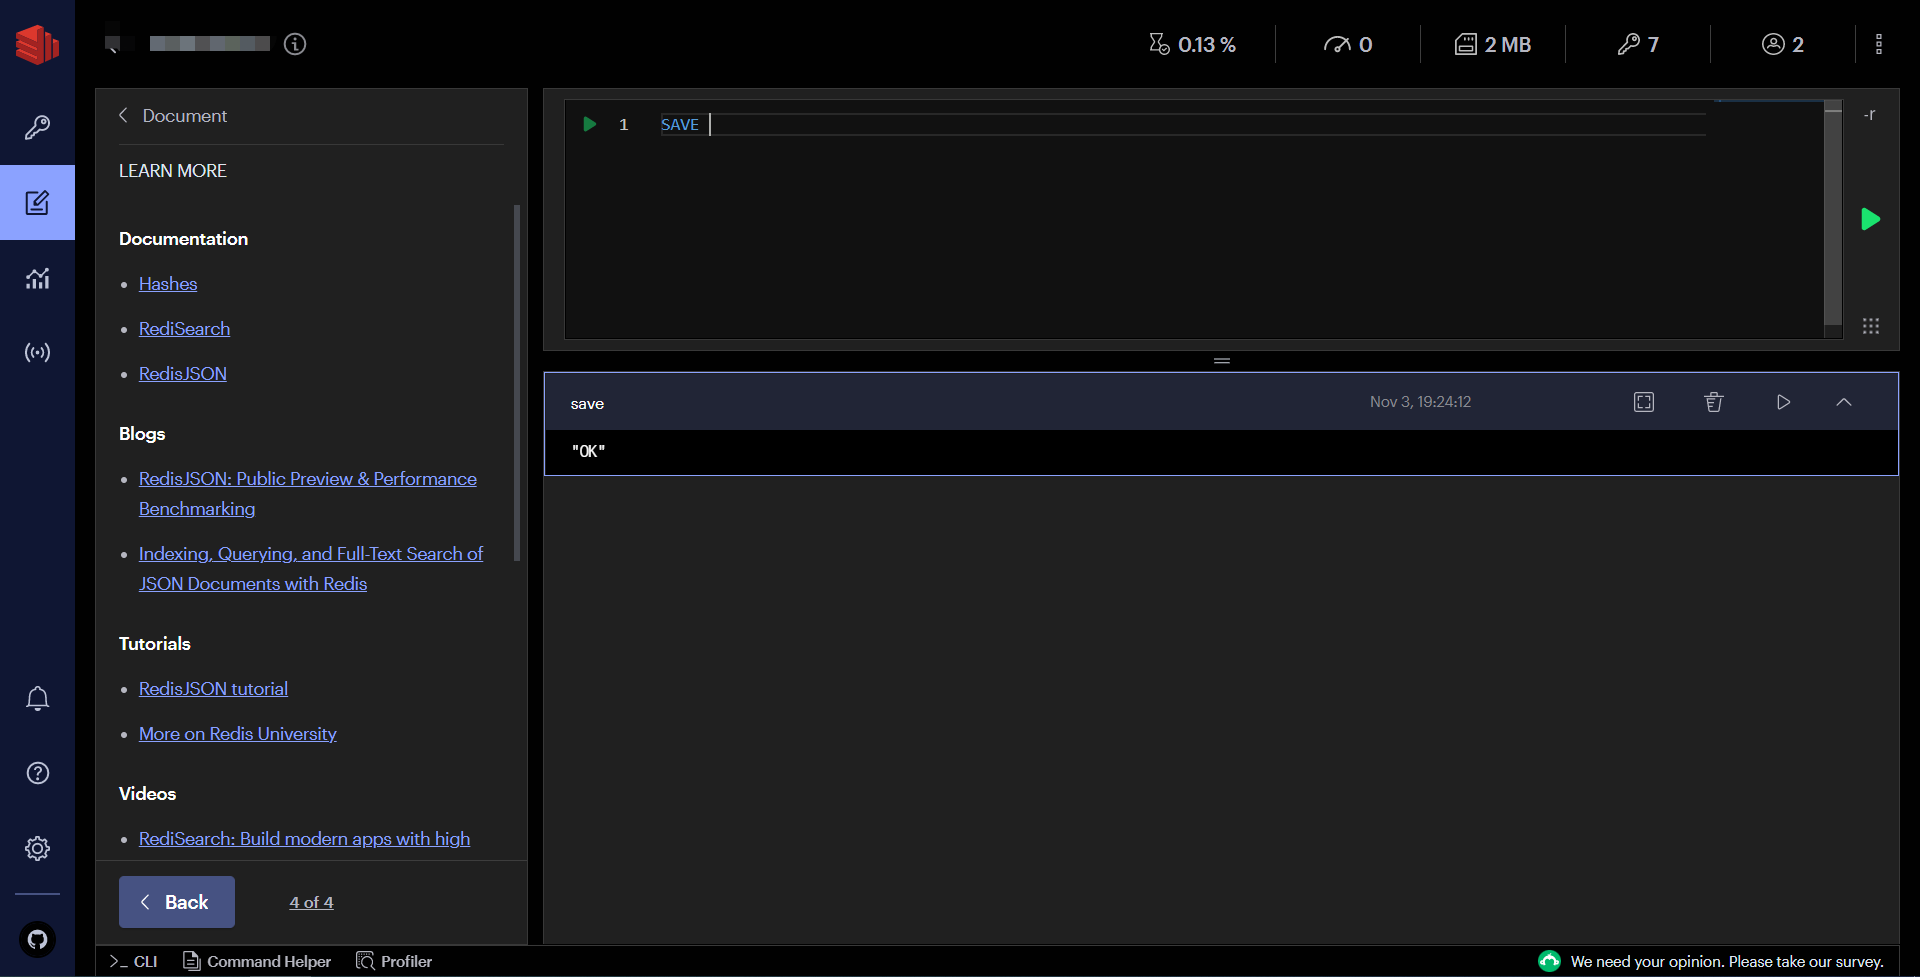 0.13 %
0
2 MB
7
2
Document
LEARN MORE
Documentation
Hashes
RediSearch
RedisJSON
Blogs
RedisJSON: Public Preview & Performance
Benchmarking
Indexing, Querying, and Full-Text Search of
JSON Documents with Redis
Tutorials
RedisJSON tutorial
More on Redis University
Videos
RediSearch: Build modern apps with high
Back
4 of 4
1 SAVE
-r
save
Nov 3, 19:24:12
"OK"
>_ CLI
Command Helper
Profiler
We need your opinion. Please take our survey.